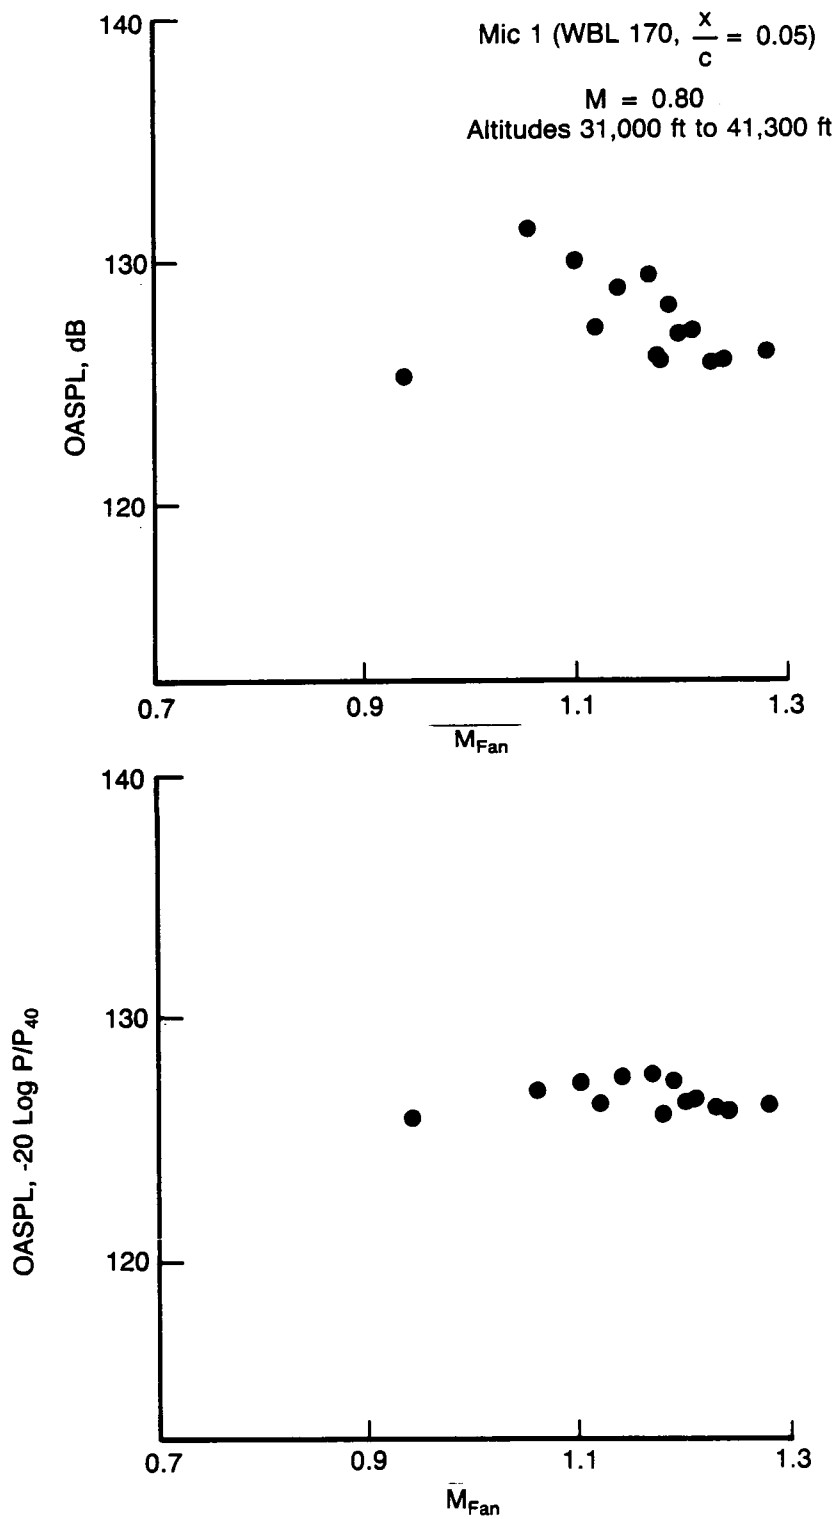 Mic 1 (WBL 170, x/c = 0.05)
M = 0.80
Altitudes 31,000 ft to 41,300 ft
140
130
120
OASPL, dB
0.7 0.9 1.1 1.3
M̅Fan
140
130
120
OASPL, -20 Log P/P40
0.7 0.9 1.1 1.3
M̅Fan